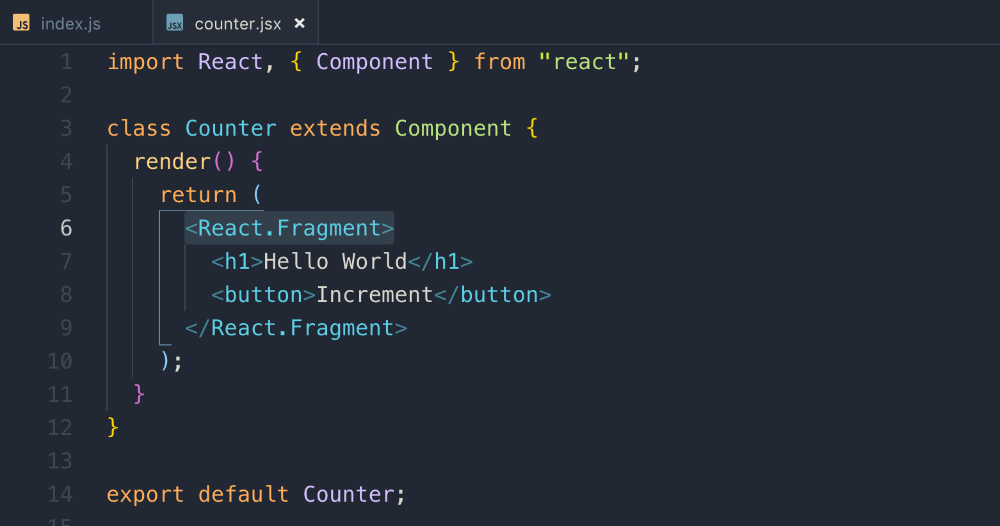 JS index.js JSX counter.jsx ×
1 import React, { Component } from "react";
2
3 class Counter extends Component {
4   render() {
5     return (
6       <React.Fragment>
7         <h1>Hello World</h1>
8         <button>Increment</button>
9       </React.Fragment>
10     );
11   }
12 }
13
14 export default Counter;
15